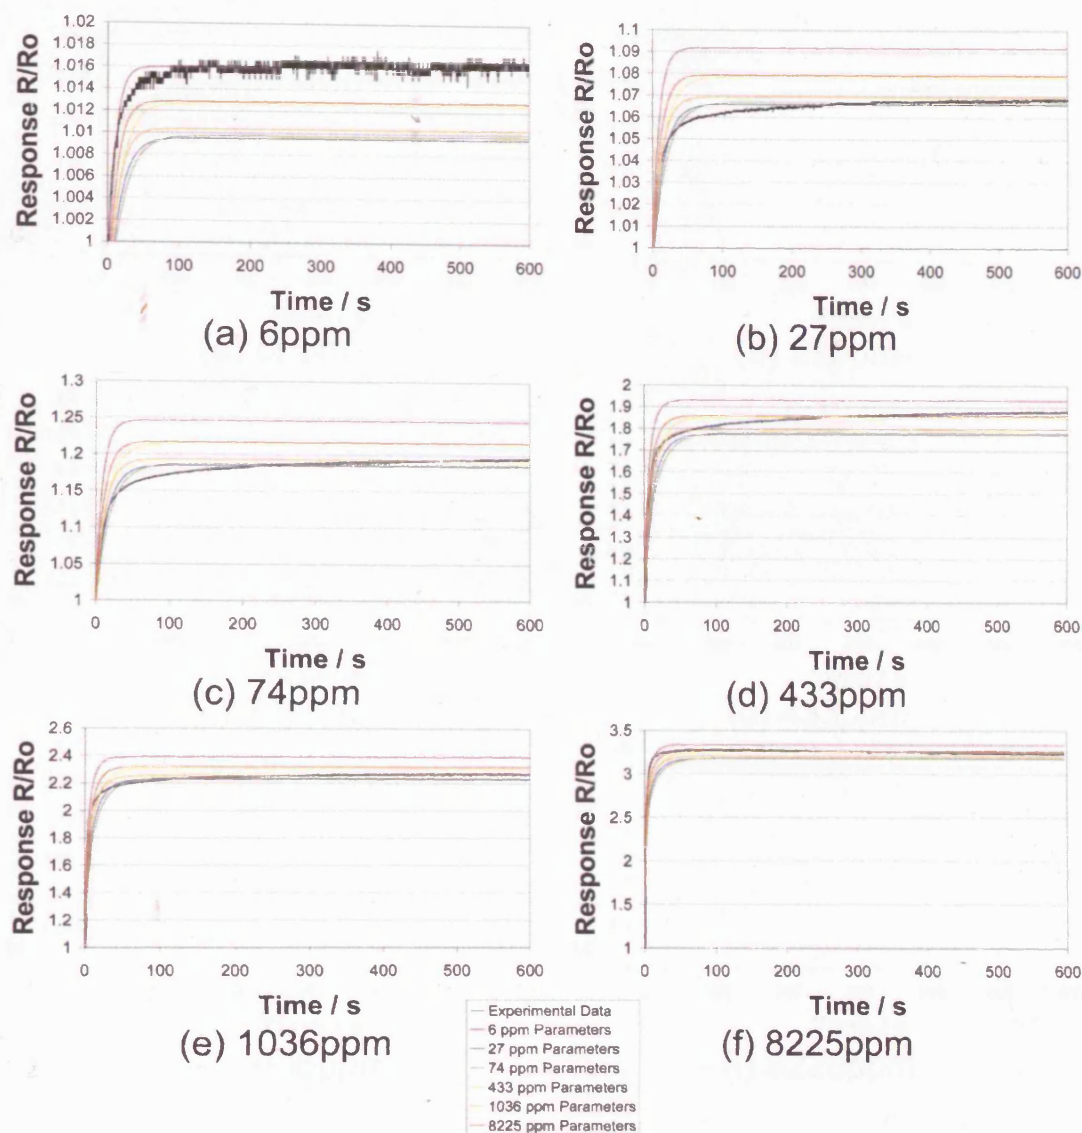 Response R/Ro
1.02
1.018
1.016
1.014
1.012
1.01
1.008
1.006
1.004
1.002
1
0 100 200 300 400 500 600
Time / s
(a) 6ppm
Response R/Ro
1.1
1.09
1.08
1.07
1.06
1.05
1.04
1.03
1.02
1.01
1
0 100 200 300 400 500 600
Time / s
(b) 27ppm
Response R/Ro
1.3
1.25
1.2
1.15
1.1
1.05
1
0 100 200 300 400 500 600
Time / s
(c) 74ppm
Response R/Ro
2
1.9
1.8
1.7
1.6
1.5
1.4
1.3
1.2
1.1
1
0 100 200 300 400 500 600
Time / s
(d) 433ppm
Response R/Ro
2.6
2.4
2.2
2
1.8
1.6
1.4
1.2
1
0 100 200 300 400 500 600
Time / s
(e) 1036ppm
Response R/Ro
3.5
3
2.5
2
1.5
1
0 100 200 300 400 500 600
Time / s
(f) 8225ppm
Experimental Data
6 ppm Parameters
27 ppm Parameters
74 ppm Parameters
433 ppm Parameters
1036 ppm Parameters
8225 ppm Parameters